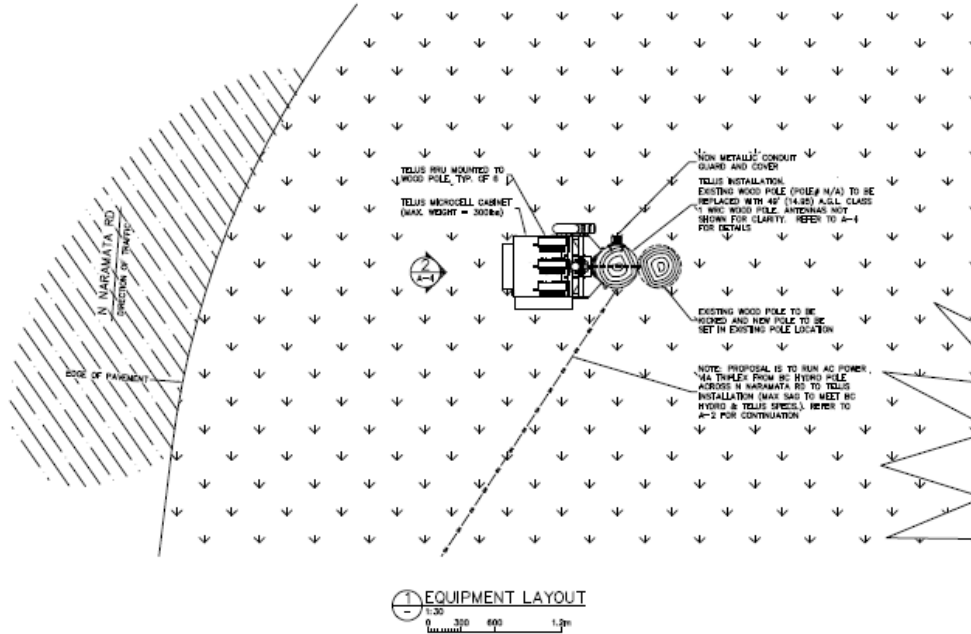 NON METALLIC CONDUIT
GUARD AND COVER
TELUS RRU MOUNTED TO
WOOD POLE, TYP. OF 6
TELUS MICROCELL CABINET
(MAX. WEIGHT = 300lbs)
TELUS INSTALLATION.
EXISTING WOOD POLE (POLE# N/A) TO BE
REPLACED WITH 49' (14.95) A.G.L. CLASS
1 WRC WOOD POLE. ANTENNAS NOT
SHOWN FOR CLARITY. REFER TO A-4
FOR DETAILS
N NARAMATA RD
DIRECTION OF TRAFFIC
2
A-4
EXISTING WOOD POLE TO BE
KICKED AND NEW POLE TO BE
SET IN EXISTING POLE LOCATION
EDGE OF PAVEMENT
NOTE: PROPOSAL IS TO RUN AC POWER
VIA TRIPLEX FROM BC HYDRO POLE
ACROSS N NARAMATA RD TO TELUS
INSTALLATION (MAX SAG TO MEET BC
HYDRO & TELUS SPECS.). REFER TO
A-2 FOR CONTINUATION
1
-
EQUIPMENT LAYOUT
1:30
0 300 600 1.2m